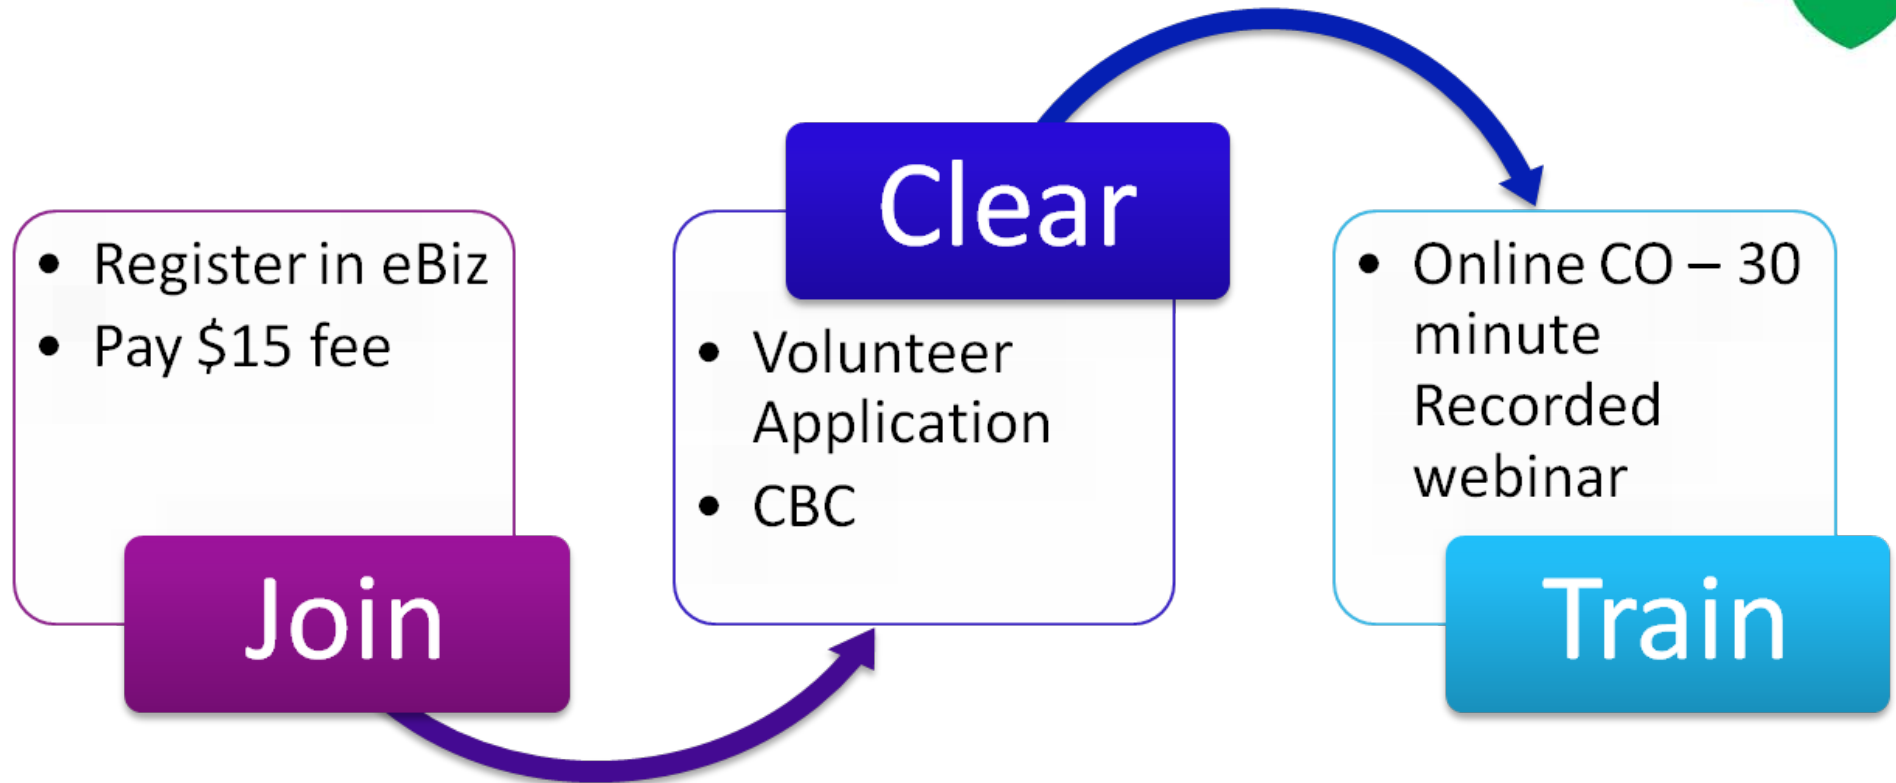 • Register in eBiz
• Pay $15 fee
Join
Clear
• Volunteer
Application
• CBC
• Online CO – 30
minute
Recorded
webinar
Train